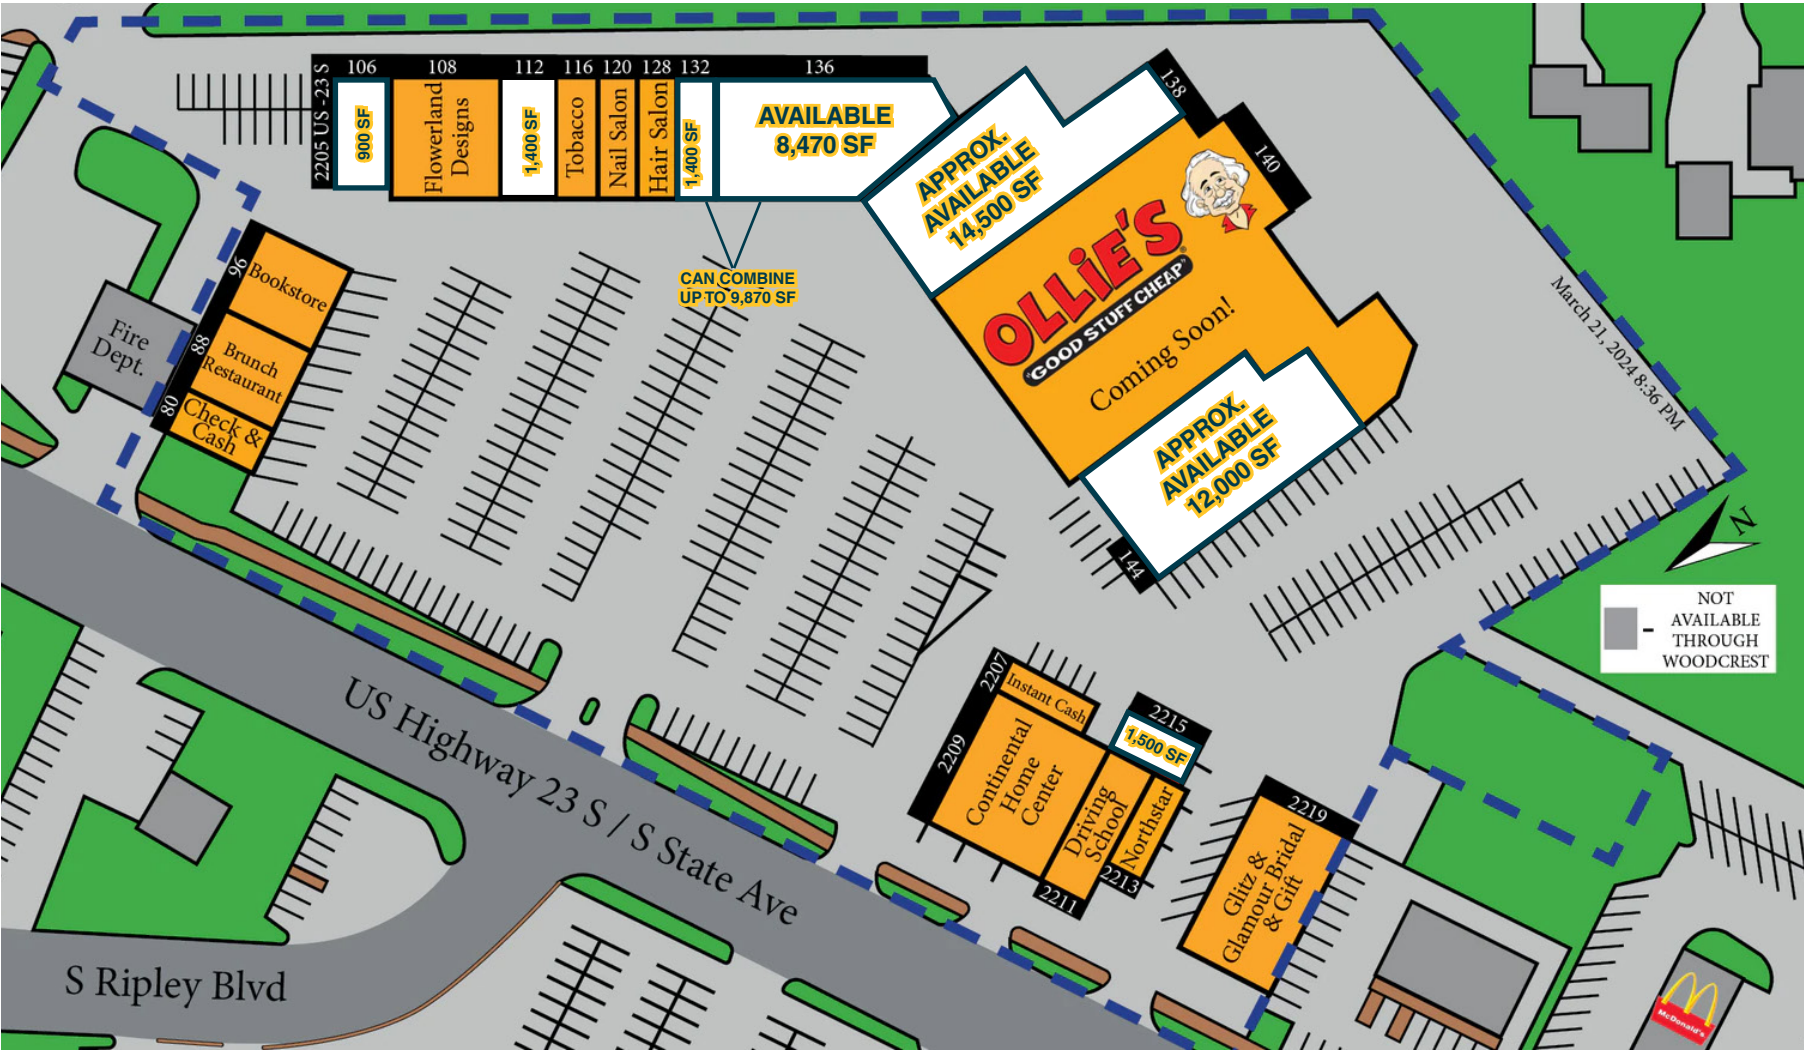 106
108
112
116
120
128
132
136
2205 US -23 S
900 SF
Flowerland
Designs
1,400 SF
Tobacco
Nail Salon
Hair Salon
1,400 SF
AVAILABLE
8,470 SF
CAN COMBINE
UP TO 9,870 SF
138
140
APPROX.
AVAILABLE
14,500 SF
OLLiE'S
GOOD STUFF CHEAP
Coming Soon!
APPROX.
AVAILABLE
12,000 SF
144
96
Bookstore
88
Brunch
Restaurant
80
Check &
Cash
Fire
Dept.
March 21, 2024 8:36 PM
N
NOT
- AVAILABLE
THROUGH
WOODCREST
US Highway 23 S / S State Ave
S Ripley Blvd
2207
Instant Cash
2209
Continental
Home
Center
2215
1,500 SF
Driving
School
2211
Northstar
2213
2219
Glitz &
Glamour Bridal
& Gift
McDonald's